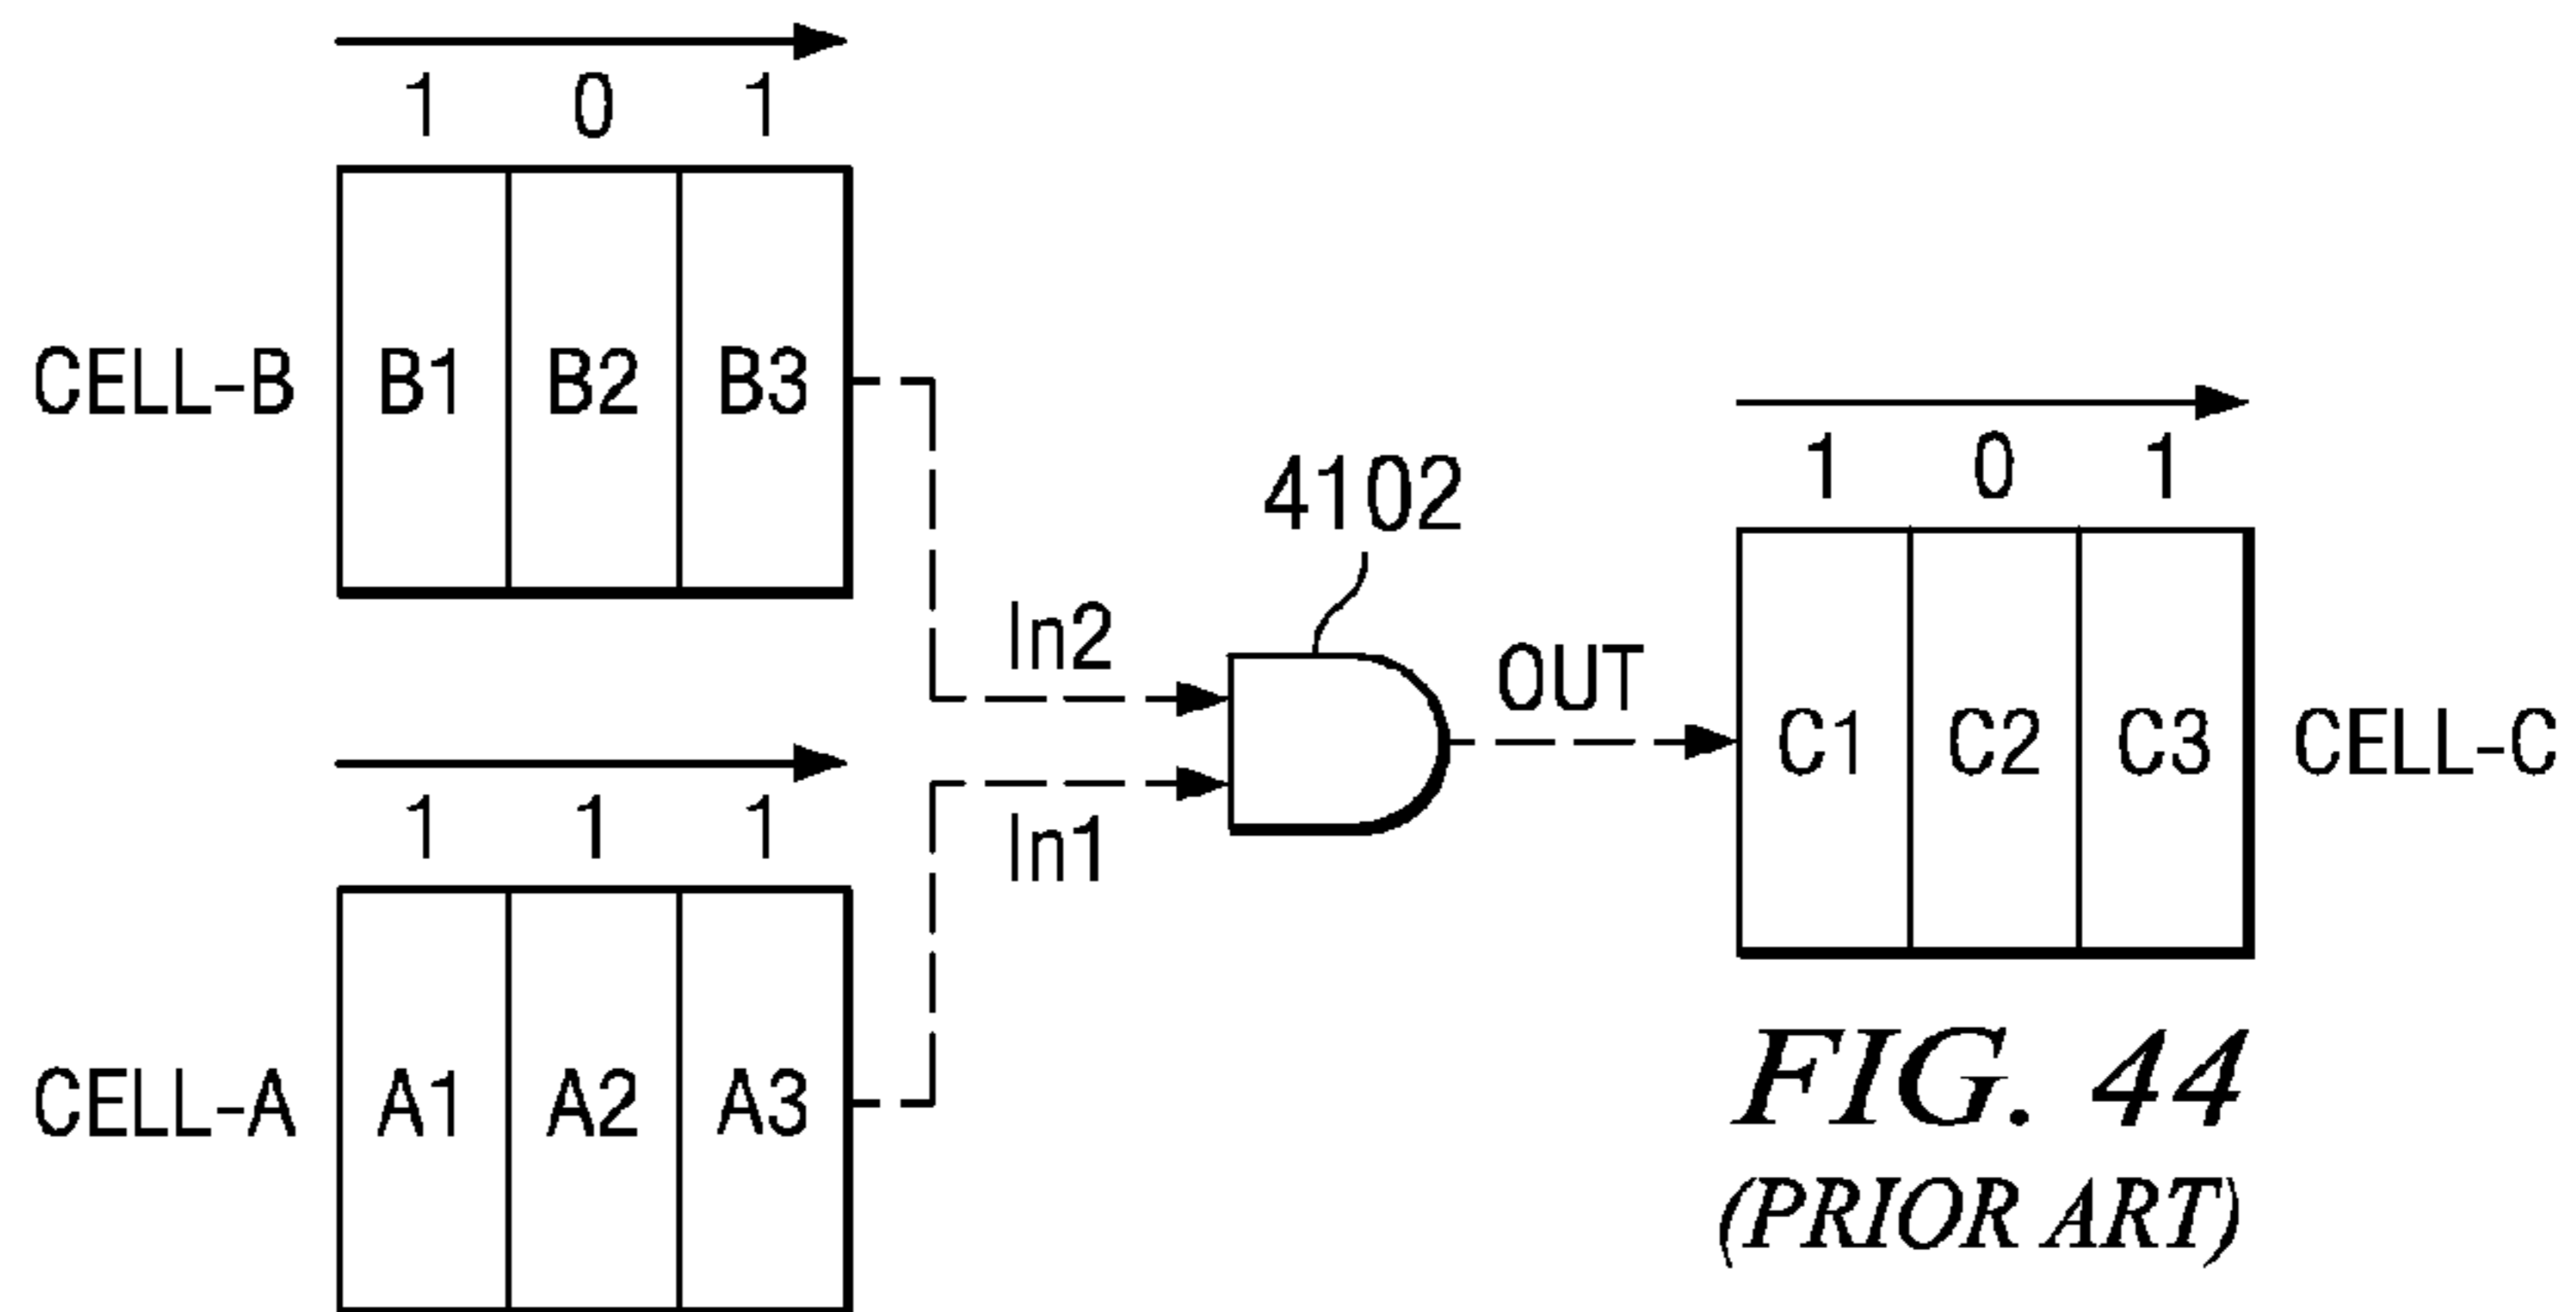 1 0 1
CELL-B B1 B2 B3
In2
4102
OUT
1 0 1
C1 C2 C3 CELL-C
1 1 1
In1
CELL-A A1 A2 A3
FIG. 44
(PRIOR ART)